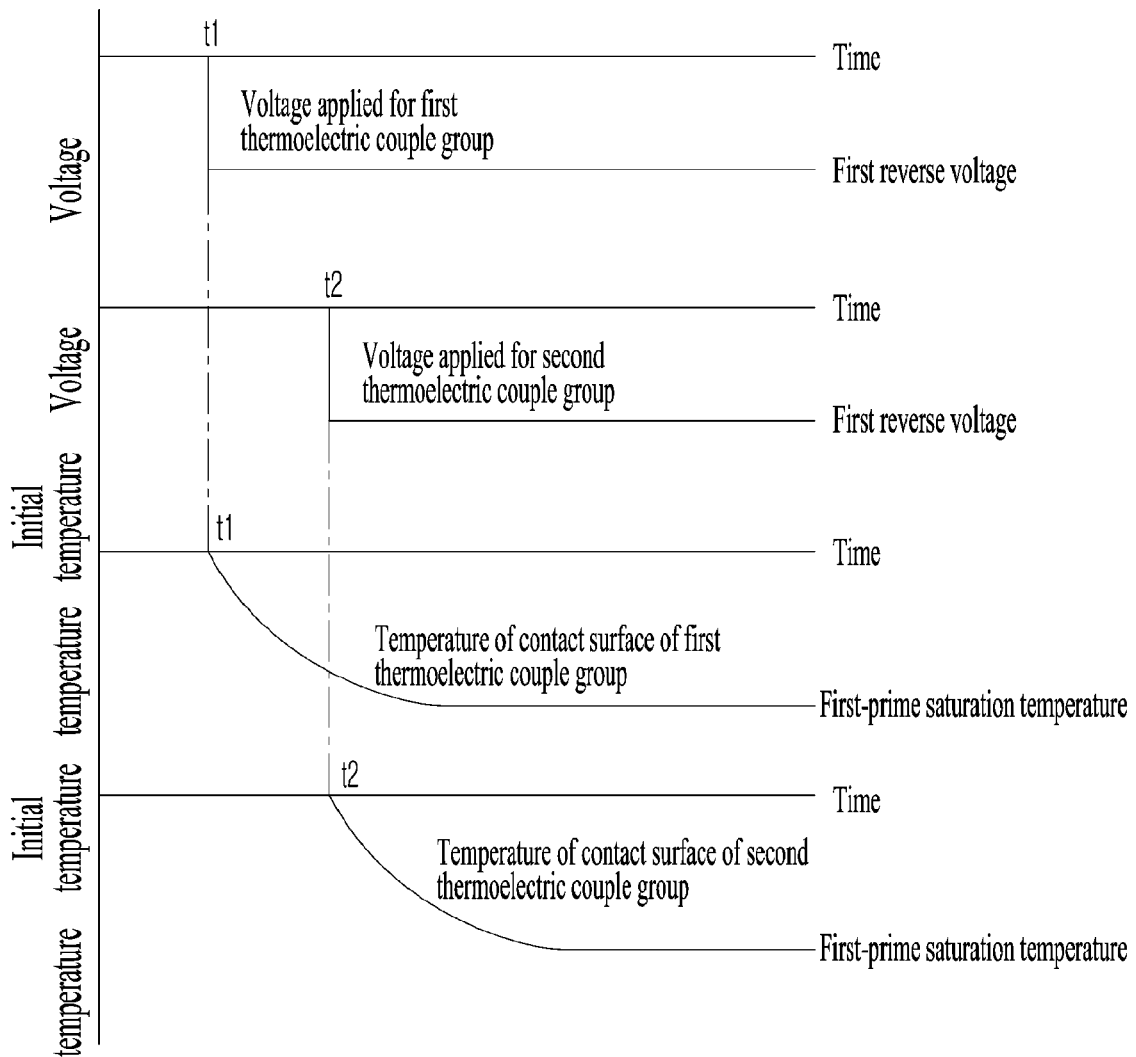 t1
Time
Voltage applied for first
thermoelectric couple group
Voltage
First reverse voltage
t2
Time
Voltage applied for second
thermoelectric couple group
Voltage
First reverse voltage
Initial
temperature
t1
Time
Temperature of contact surface of first
thermoelectric couple group
temperature
First-prime saturation temperature
t2
Initial
temperature
Time
Temperature of contact surface of second
thermoelectric couple group
temperature
First-prime saturation temperature